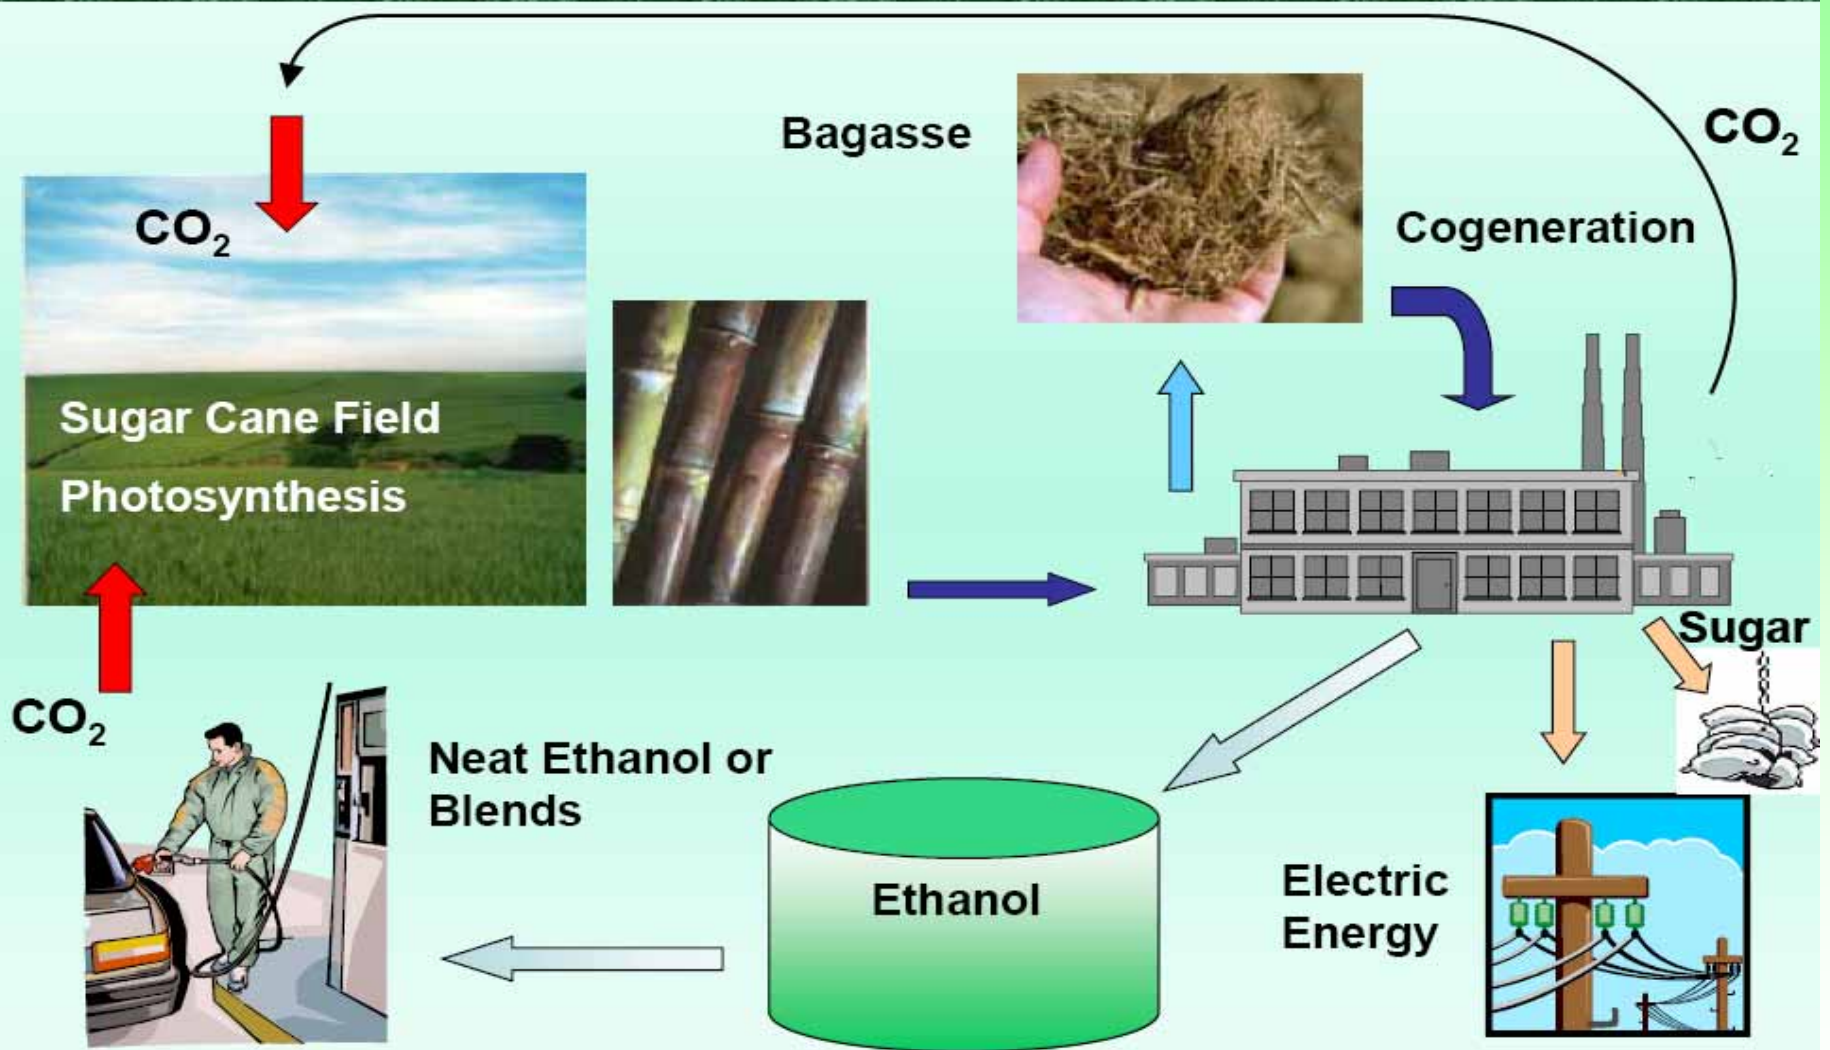 Bagasse
CO₂
CO₂
Cogeneration
Sugar Cane Field
Photosynthesis
Sugar
CO₂
Neat Ethanol or
Blends
Ethanol
Electric
Energy